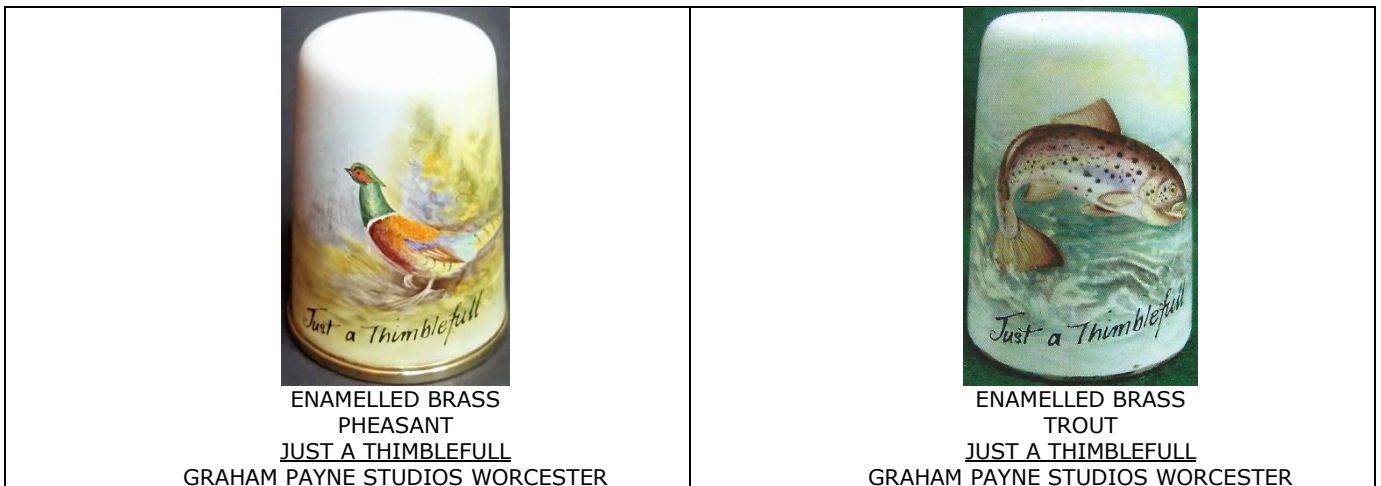 Just a Thimblefull
ENAMELLED BRASS
PHEASANT
JUST A THIMBLEFULL
GRAHAM PAYNE STUDIOS WORCESTER
Just a Thimblefull
ENAMELLED BRASS
TROUT
JUST A THIMBLEFULL
GRAHAM PAYNE STUDIOS WORCESTER